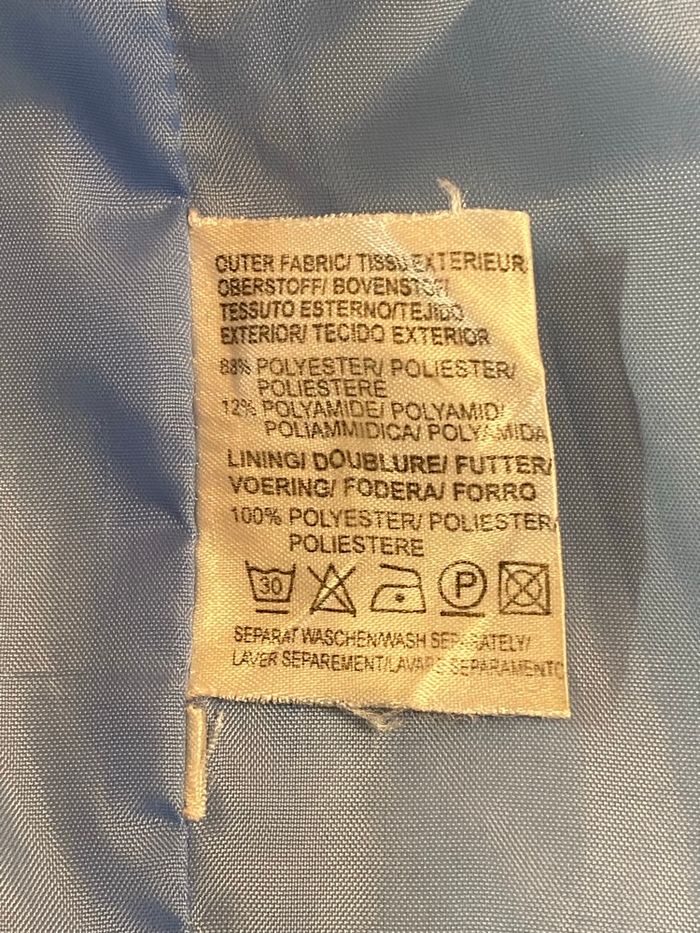 OUTER FABRIC/ TISSU EXTERIEUR
OBERSTOFF/ BOVENSTOF/
TESSUTO ESTERNO/TEJIDO
EXTERIOR/ TECIDO EXTERIOR
88% POLYESTER/ POLIESTER/
POLIESTERE
12% POLYAMIDE/ POLYAMID/
POLIAMMIDICA/ POLYAMIDA
LINING/ DOUBLURE/ FUTTER/
VOERING/ FODERA/ FORRO
100% POLYESTER/ POLIESTER/
POLIESTERE
30 P
SEPARAT WASCHEN/WASH SEPARATELY/
LAVER SEPAREMENT/LAVARE SEPARAMENTO